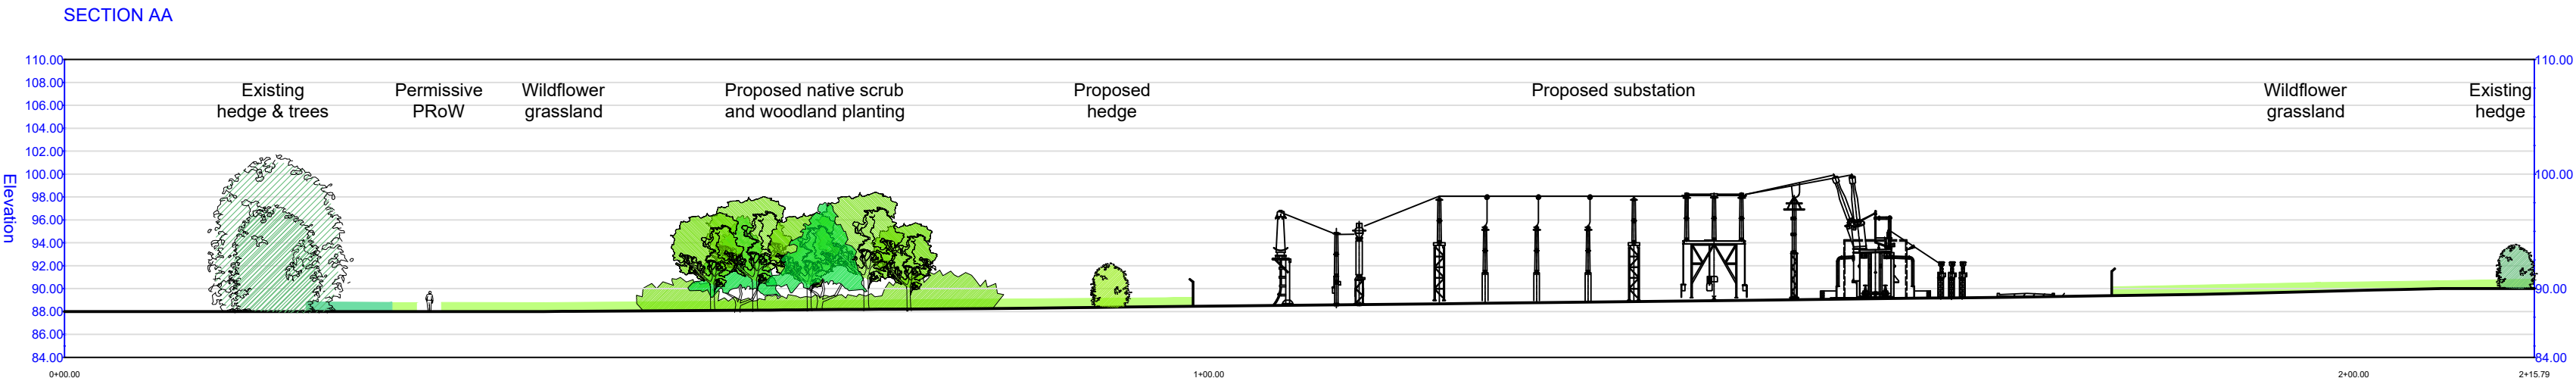 SECTION AA
Existing
hedge & trees
Permissive
PRoW
Wildflower
grassland
Proposed native scrub
and woodland planting
Proposed
hedge
Proposed substation
Wildflower
grassland
Existing
hedge
Elevation
110.00
108.00
106.00
104.00
102.00
100.00
98.00
96.00
94.00
92.00
90.00
88.00
86.00
84.00
110.00
100.00
90.00
84.00
0+00.00
1+00.00
2+00.00
2+15.79